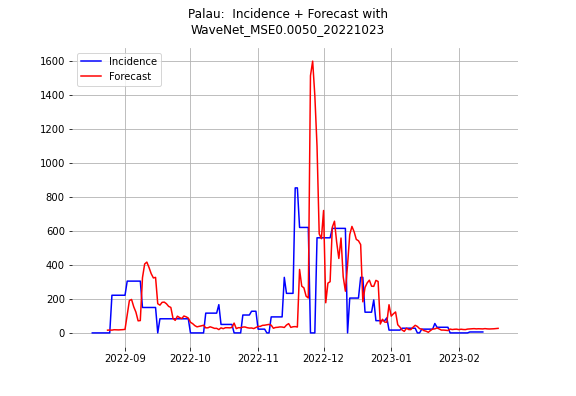 Palau:  Incidence + Forecast with
WaveNet_MSE0.0050_20221023
Incidence
Forecast
1600
1400
1200
1000
800
600
400
200
0
2022-09 2022-10 2022-11 2022-12 2023-01 2023-02